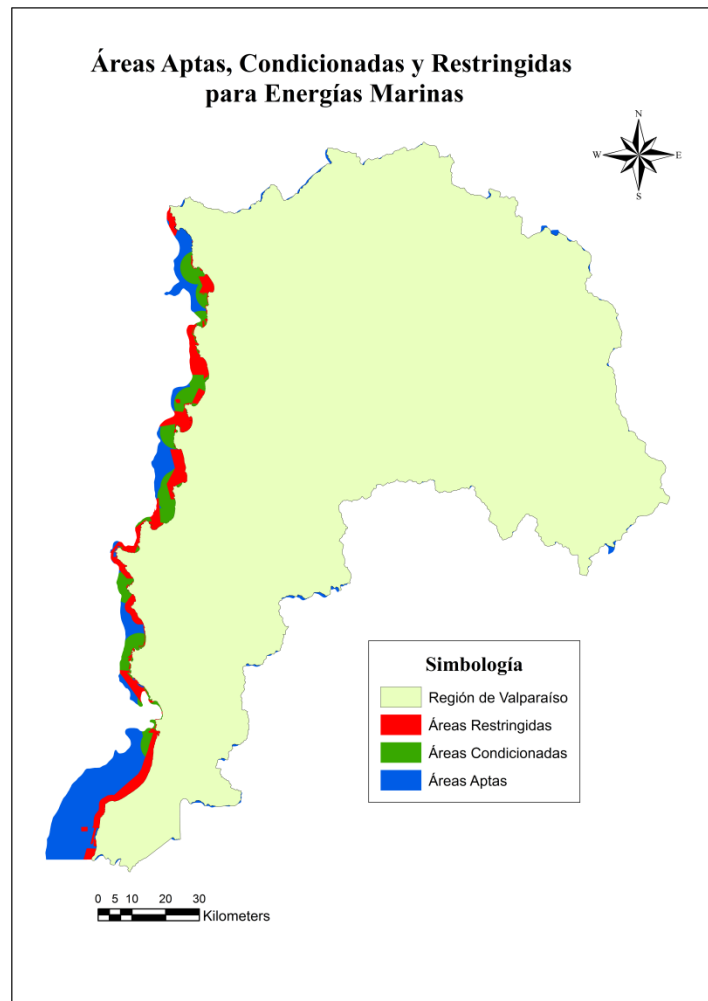 Áreas Aptas, Condicionadas y Restringidas
para Energías Marinas
N
W
E
S
Simbología
Región de Valparaíso
Áreas Restringidas
Áreas Condicionadas
Áreas Aptas
0 5 10 20 30
Kilometers